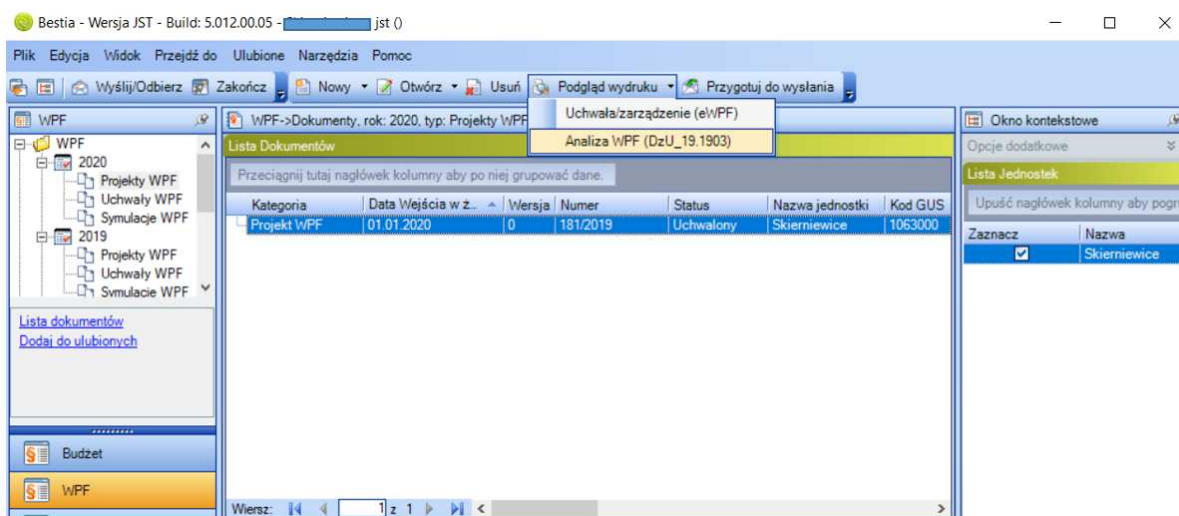 Bestia - Wersja JST - Build: 5.012.00.05 - jst ()
Plik Edycja Widok Przejdź do Ulubione Narzędzia Pomoc
Wyślij/Odbierz Zakończ Nowy Otwórz Usuń Podgląd wydruku Przygotuj do wysłania
Uchwała/zarządzenie (eWPF)
Analiza WPF (DzU_19.1903)
WPF
WPF
2020
Projekty WPF
Uchwały WPF
Symulacje WPF
2019
Projekty WPF
Uchwały WPF
Symulacje WPF
Lista dokumentów
Dodaj do ulubionych
Budżet
WPF
WPF->Dokumenty, rok: 2020, typ: Projekty WPF
Lista Dokumentów
Przeciągnij tutaj nagłówek kolumny aby po niej grupować dane.
Kategoria Data Wejścia w ż... Wersja Numer Status Nazwa jednostki Kod GUS
Projekt WPF 01.01.2020 0 181/2019 Uchwalony Skierniewice 1063000
Wiersz: 1 z 1
Okno kontekstowe
Opcje dodatkowe
Lista Jednostek
Upuść nagłówek kolumny aby pogru
Zaznacz Nazwa
Skierniewice